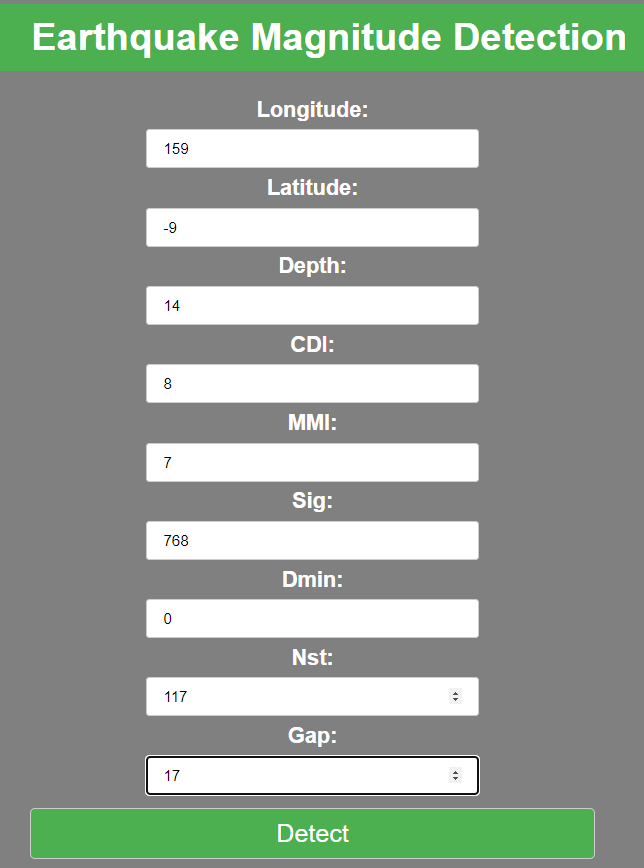 Earthquake Magnitude Detection
Longitude:
159
Latitude:
-9
Depth:
14
CDI:
8
MMI:
7
Sig:
768
Dmin:
0
Nst:
117
Gap:
17
Detect